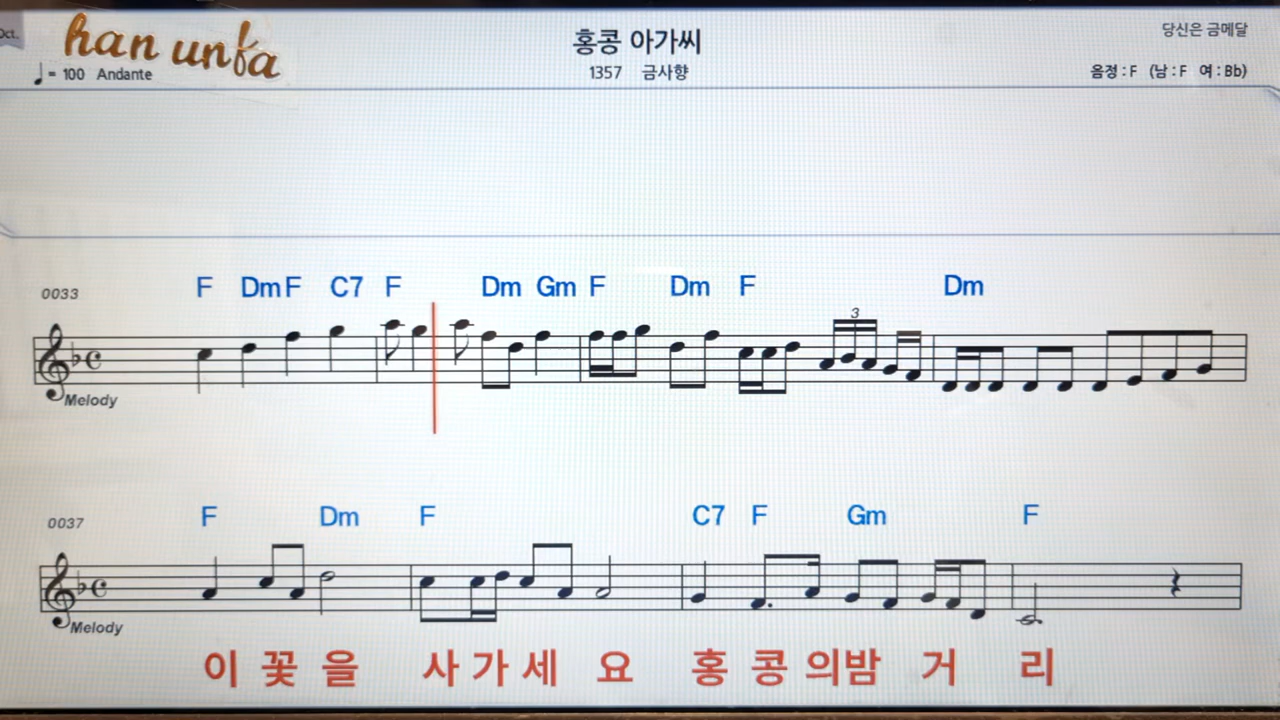 Oct.
han unfa
홍콩 아가씨
당신은 금메달
♩= 100 Andante
1357 금사향
음정 : F (남 : F 여 : Bb)
F Dm F C7 F Dm Gm F Dm F Dm
0033
3
Melody
F Dm F C7 F Gm F
0037
Melody
이 꽃 을 사 가 세 요 홍 콩 의 밤 거 리